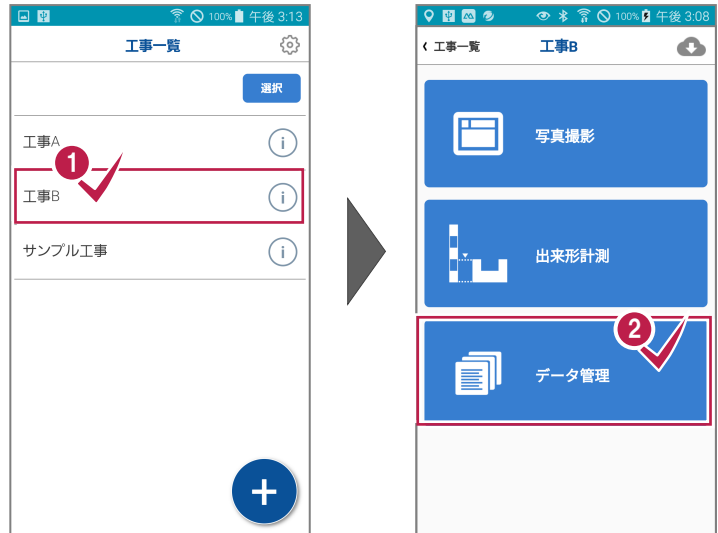 100% 午後 3:13
工事一覧
選択
工事A
1
工事B
サンプル工事
100% 午後 3:08
工事一覧
工事B
写真撮影
出来形計測
2
データ管理